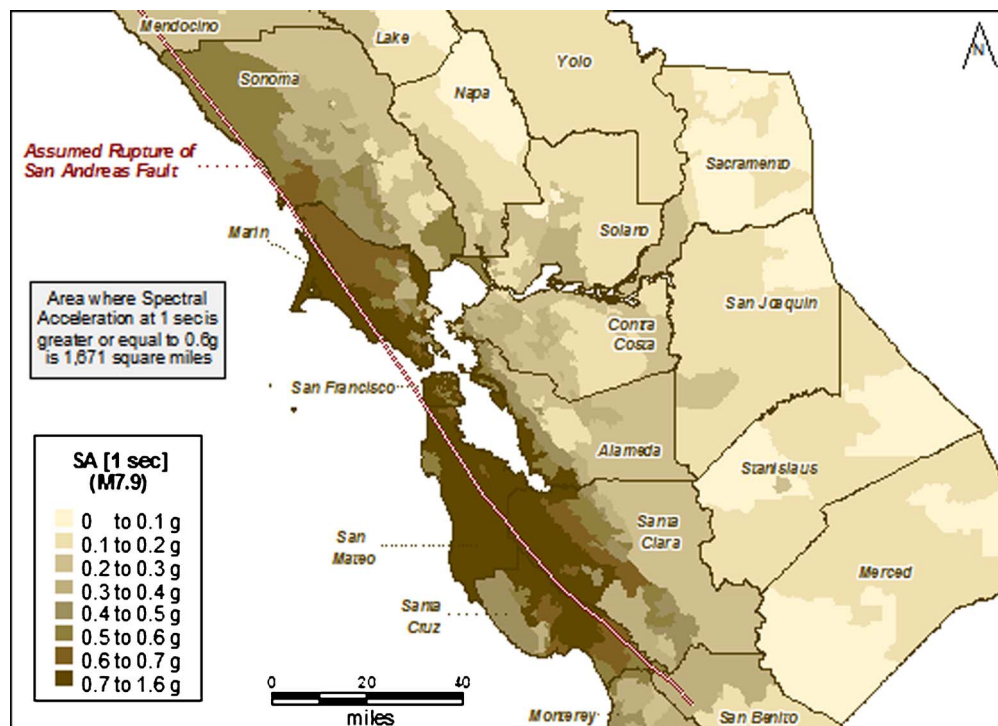 Mendocino
Lake
Yolo
N
Sonoma
Napa
Sacramento
Assumed Rupture of
San Andreas Fault
Marin
Solano
Area where Spectral
Acceleration at 1 sec is
greater or equal to 0.6g
is 1,671 square miles
San Joaquin
Contra
Costa
San Francisco
Alameda
Stanislaus
SA [1 sec]
(M7.9)
0 to 0.1 g
0.1 to 0.2 g
0.2 to 0.3 g
0.3 to 0.4 g
0.4 to 0.5 g
0.5 to 0.6 g
0.6 to 0.7 g
0.7 to 1.6 g
San
Mateo
Santa
Clara
Merced
Santa
Cruz
0 20 40
miles
Monterey
San Benito